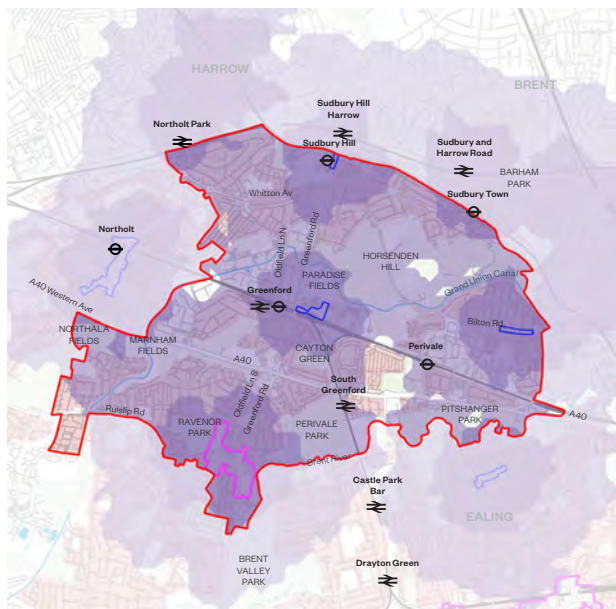 HARROW
BRENT
Sudbury Hill
Harrow
Northolt Park
Sudbury Hill
Sudbury and
Harrow Road
BARHAM
PARK
Whitton Av
Sudbury Town
Northolt
Oldfield Ln N
Greenford Rd
HORSENDEN
HILL
PARADISE
FIELDS
Grand Union Canal
A40 Western Ave
Greenford
Bilton Rd
NORTHALA
FIELDS
MARNHAM
FIELDS
CAYTON
GREEN
Perivale
A40
South
Greenford
Oldfield Ln S
Greenford Rd
Ruislip Rd
PITSHANGER
PARK
A40
RAVENOR
PARK
PERIVALE
PARK
Brent River
Castle Park
Bar
EALING
BRENT
VALLEY
PARK
Drayton Green